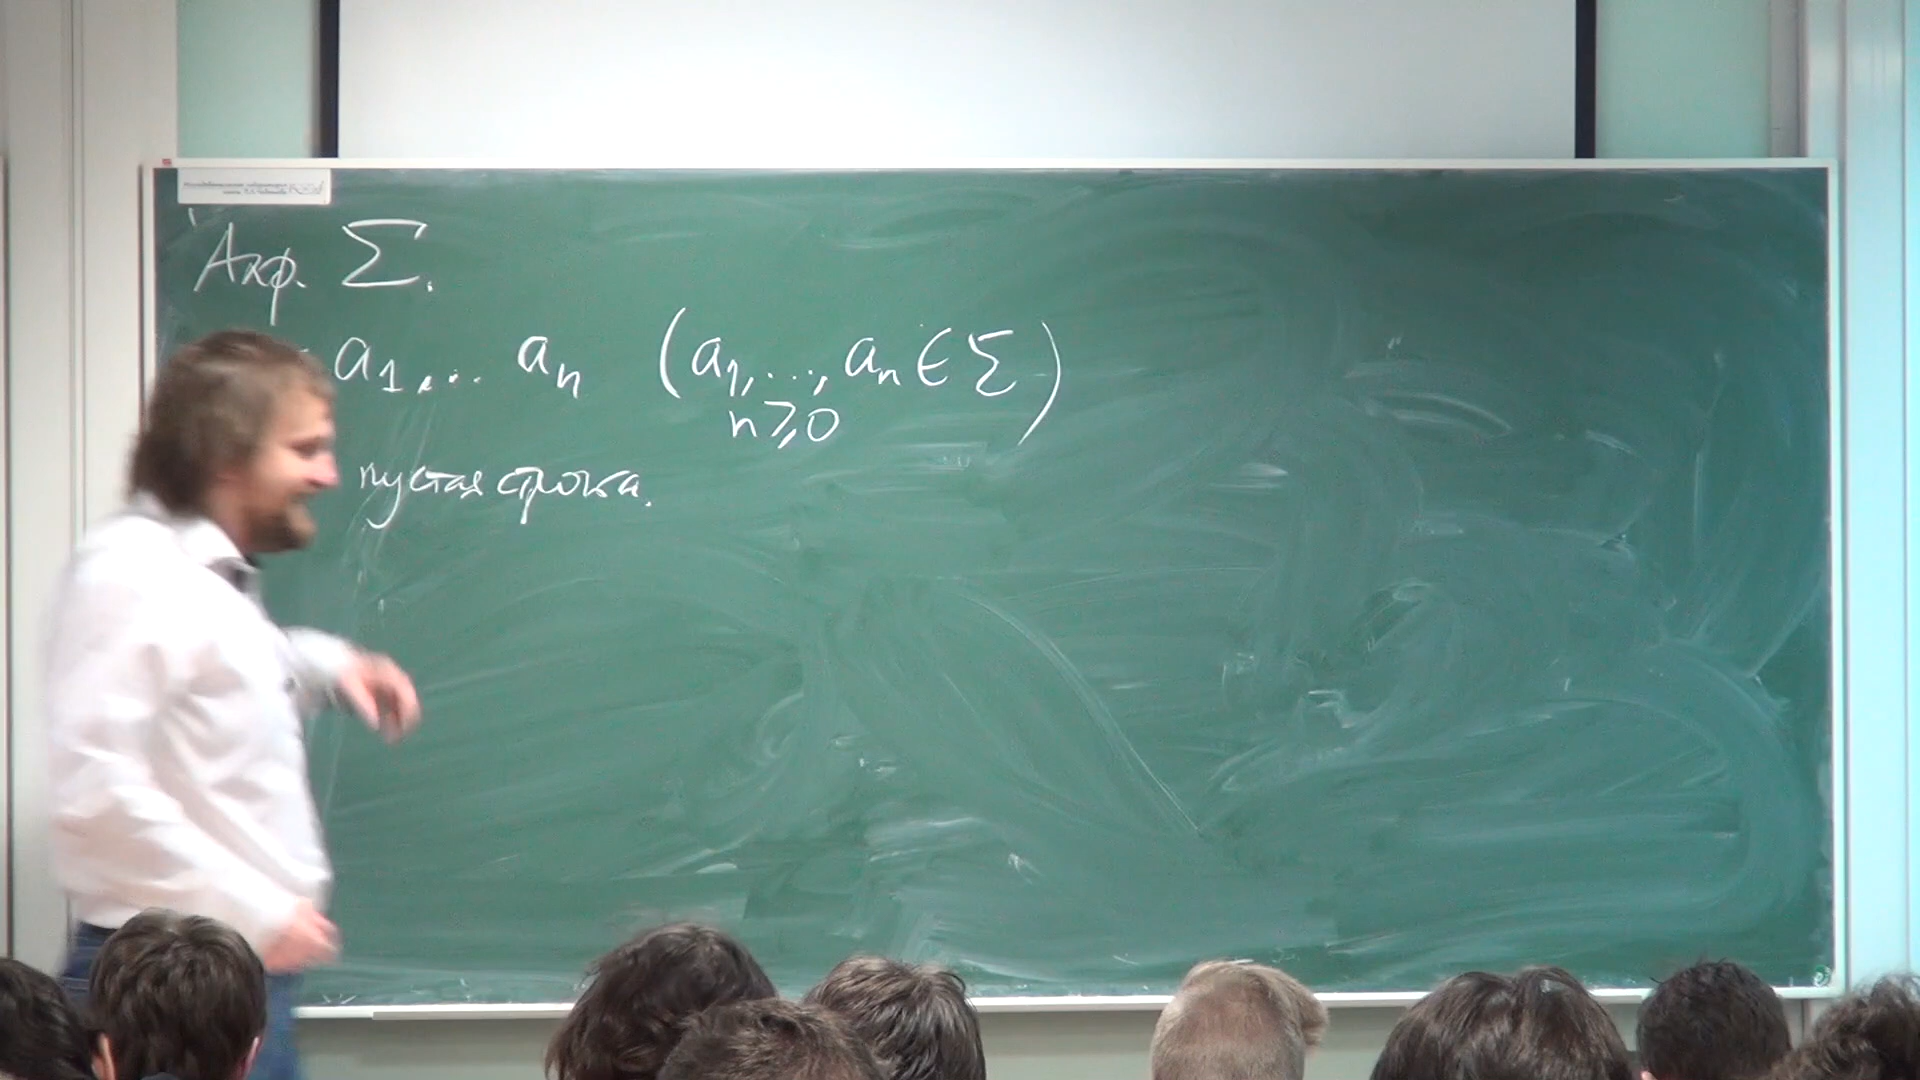 Алф. Σ.
a₁ ... aₙ (a₁, ..., aₙ ∈ Σ)
n ⩾ 0
пустая строка.